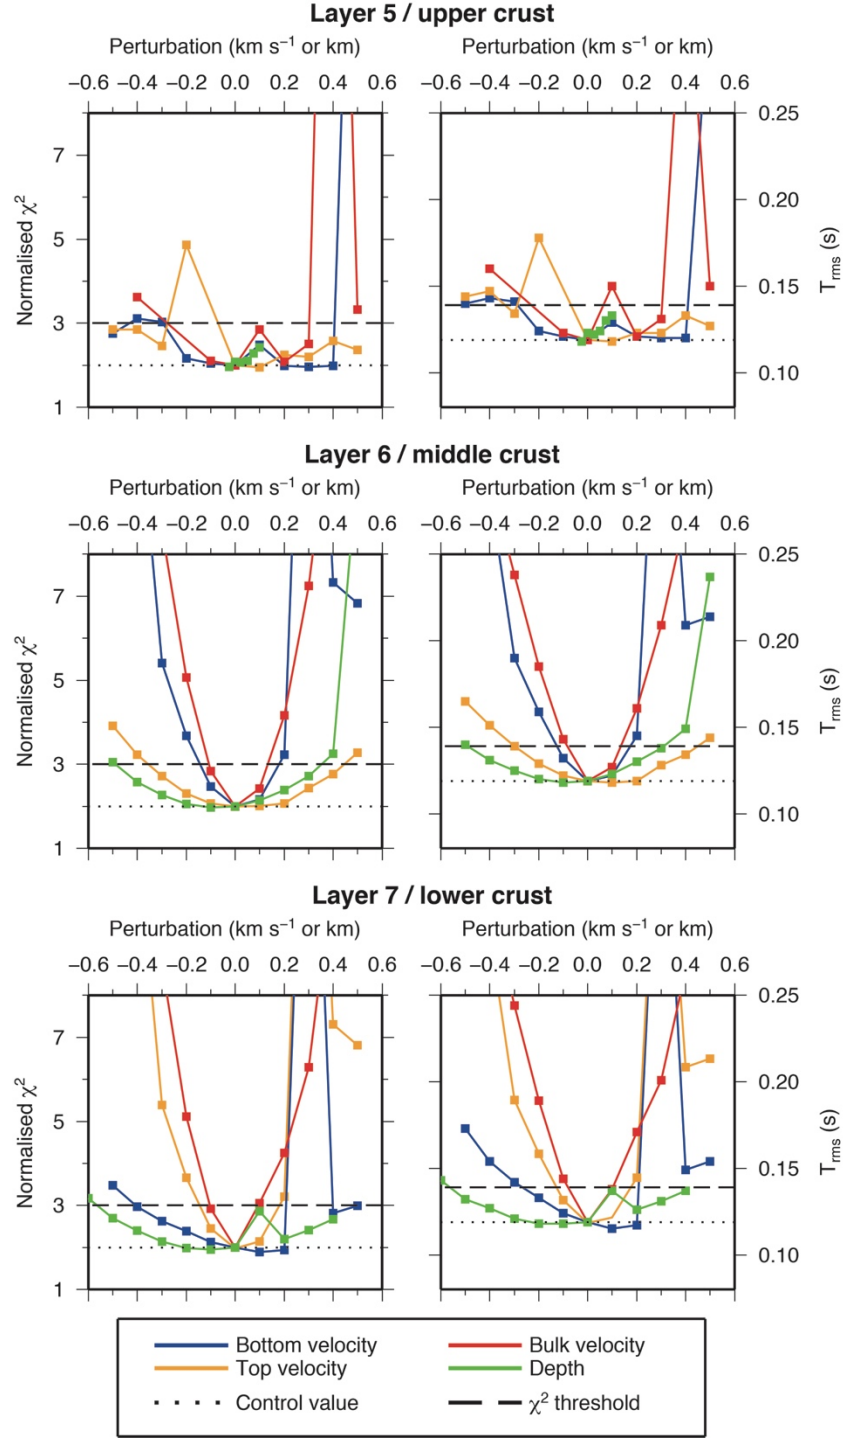 Layer 5 / upper crust
Perturbation (km s⁻¹ or km) Perturbation (km s⁻¹ or km)
−0.6 −0.4 −0.2 0.0 0.2 0.4 0.6 −0.6 −0.4 −0.2 0.0 0.2 0.4 0.6
Normalised χ²
7
5
3
1
0.25
0.20
0.15
0.10
Trms (s)
Layer 6 / middle crust
Perturbation (km s⁻¹ or km) Perturbation (km s⁻¹ or km)
−0.6 −0.4 −0.2 0.0 0.2 0.4 0.6 −0.6 −0.4 −0.2 0.0 0.2 0.4 0.6
Normalised χ²
7
5
3
1
0.25
0.20
0.15
0.10
Trms (s)
Layer 7 / lower crust
Perturbation (km s⁻¹ or km) Perturbation (km s⁻¹ or km)
−0.6 −0.4 −0.2 0.0 0.2 0.4 0.6 −0.6 −0.4 −0.2 0.0 0.2 0.4 0.6
Normalised χ²
7
5
3
1
0.25
0.20
0.15
0.10
Trms (s)
Bottom velocity Bulk velocity
Top velocity Depth
Control value χ² threshold